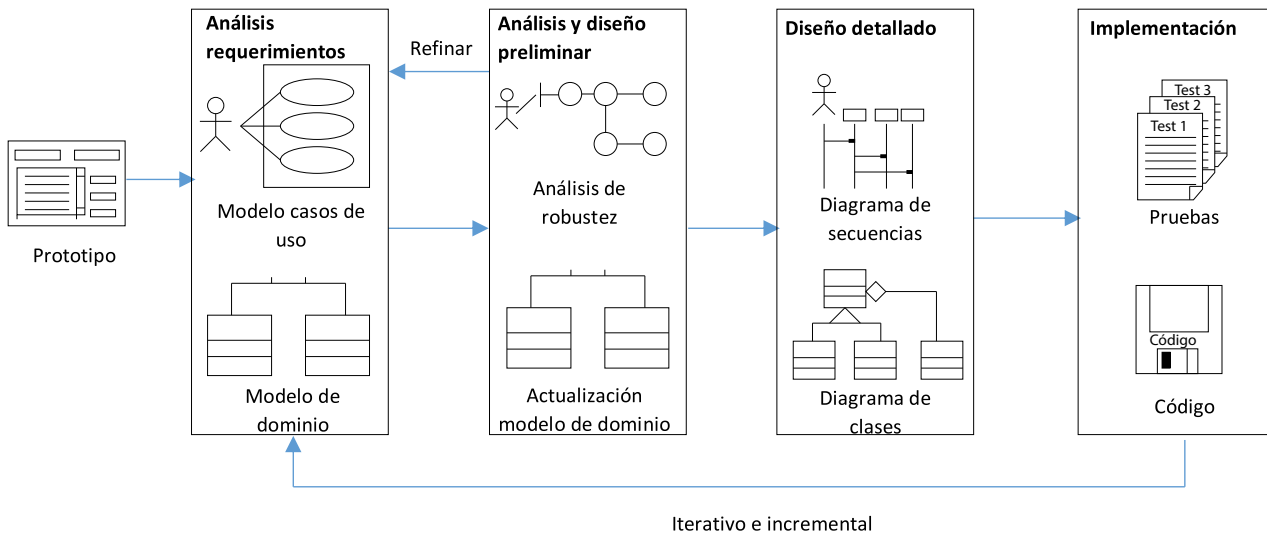 Prototipo
Análisis
requerimientos
Modelo casos de
uso
Modelo de
dominio
Refinar
Análisis y diseño
preliminar
Análisis de
robustez
Actualización
modelo de dominio
Diseño detallado
Diagrama de
secuencias
Diagrama de
clases
Implementación
Test 3
Test 2
Test 1
Pruebas
Código
Código
Iterativo e incremental